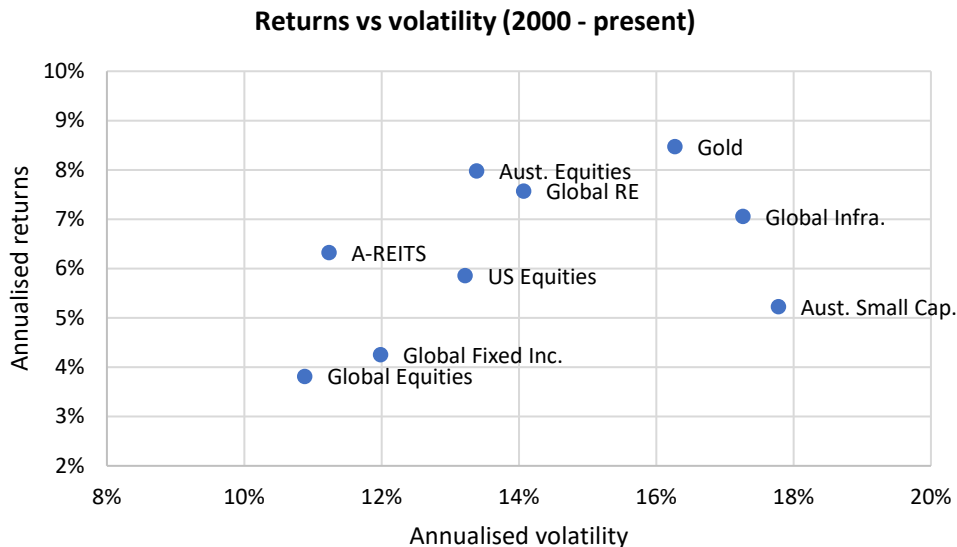 Returns vs volatility (2000 - present)
10%
9%
8%
7%
6%
5%
4%
3%
2%
Annualised returns
Gold
Aust. Equities
Global RE
Global Infra.
A-REITS
US Equities
Aust. Small Cap.
Global Fixed Inc.
Global Equities
8%
10%
12%
14%
16%
18%
20%
Annualised volatility